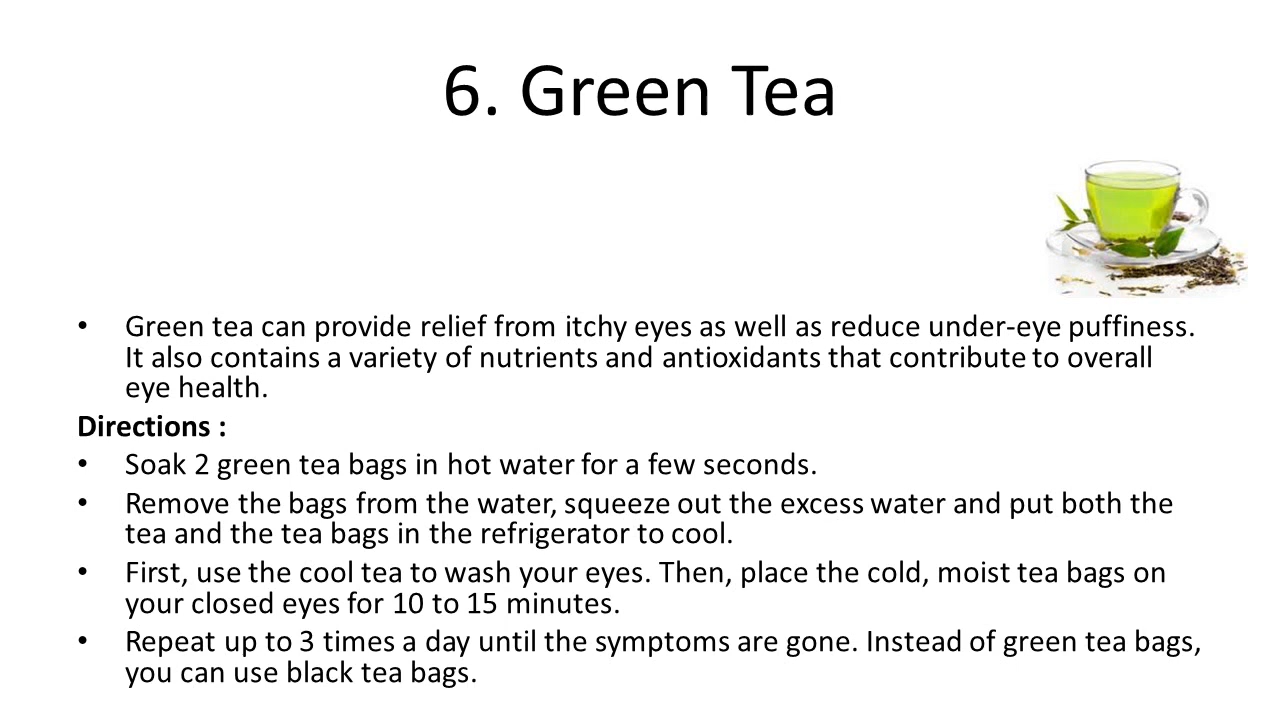 6. Green Tea
• Green tea can provide relief from itchy eyes as well as reduce under-eye puffiness.
It also contains a variety of nutrients and antioxidants that contribute to overall
eye health.
Directions :
• Soak 2 green tea bags in hot water for a few seconds.
• Remove the bags from the water, squeeze out the excess water and put both the
tea and the tea bags in the refrigerator to cool.
• First, use the cool tea to wash your eyes. Then, place the cold, moist tea bags on
your closed eyes for 10 to 15 minutes.
• Repeat up to 3 times a day until the symptoms are gone. Instead of green tea bags,
you can use black tea bags.